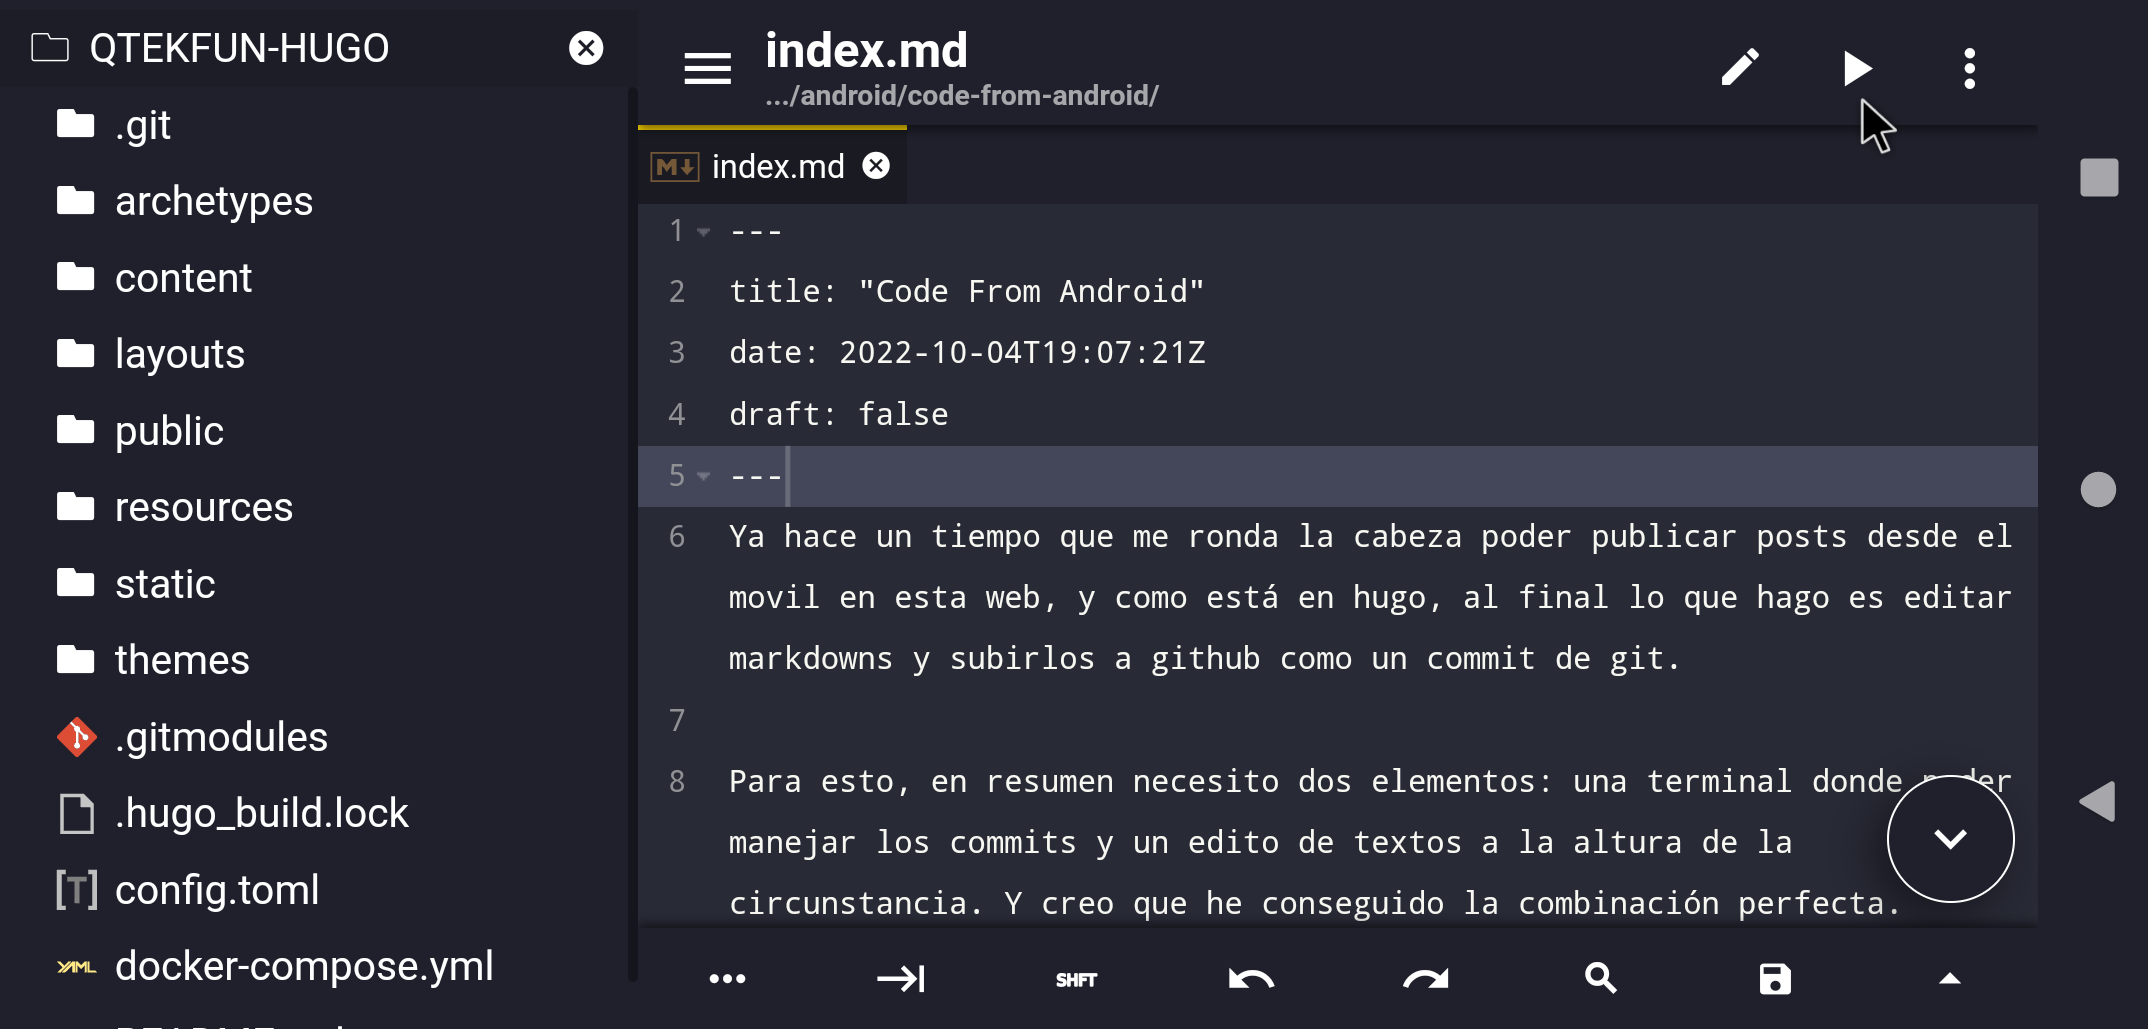 QTEKFUN-HUGO
.git
archetypes
content
layouts
public
resources
static
themes
.gitmodules
.hugo_build.lock
[T] config.toml
YAML docker-compose.yml
index.md
.../android/code-from-android/
M index.md
1 ---
2 title: "Code From Android"
3 date: 2022-10-04T19:07:21Z
4 draft: false
5 ---
6 Ya hace un tiempo que me ronda la cabeza poder publicar posts desde el
movil en esta web, y como está en hugo, al final lo que hago es editar
markdowns y subirlos a github como un commit de git.
7
8 Para esto, en resumen necesito dos elementos: una terminal donde
manejar los commits y un edito de textos a la altura de la
circunstancia. Y creo que he conseguido la combinación perfecta.
SHFT